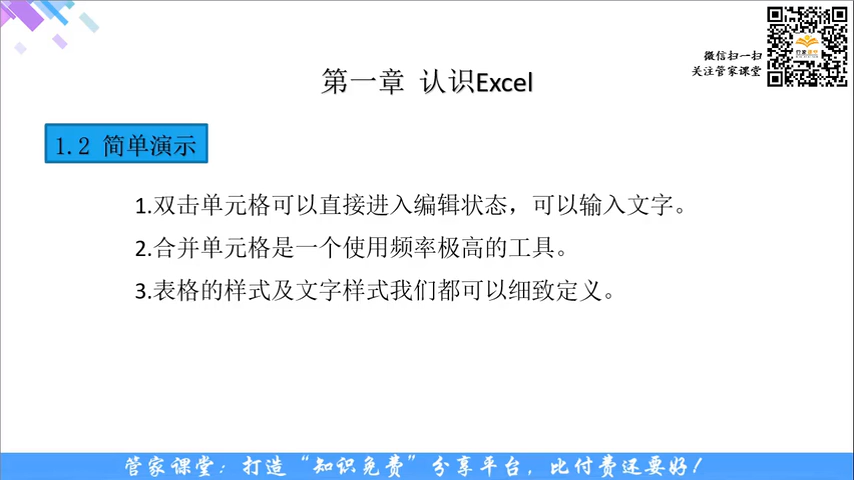 微信扫一扫
关注管家课堂
第一章 认识Excel
1.2 简单演示
1.双击单元格可以直接进入编辑状态，可以输入文字。
2.合并单元格是一个使用频率极高的工具。
3.表格的样式及文字样式我们都可以细致定义。
管家课堂：打造“知识免费”分享平台，比付费还要好！